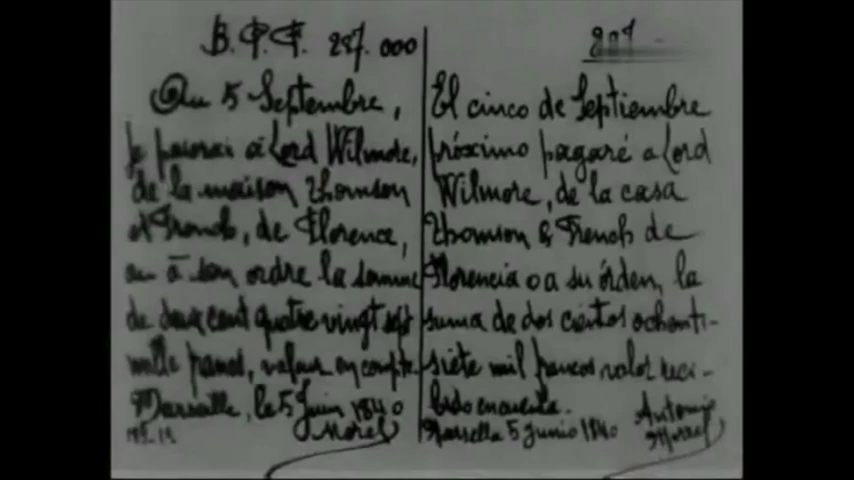 B.P.F. 287.000
Au 5 Septembre,
je paierai à Lord Wilmore,
de la maison Thomson
et French, de Florence,
ou à son ordre la somme
de deux cent quatre vingt sept
mille francs, valeur en compte
Marseille, le 5 Juin 1840
Morel
El cinco de Septiembre
próximo pagaré a Lord
Wilmore, de la casa
Thomson & French de
Florencia o a su órden, la
suma de dos cientos ochenti-
siete mil francos valor reci-
bido en cuenta.
Marsella 5 junio 1840
Antonio
Morrel